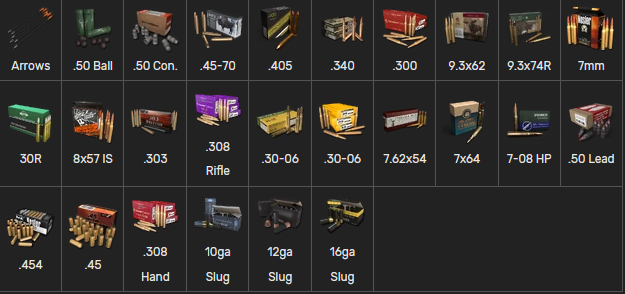 Arrows .50 Ball .50 Con. .45-70 .405 .340 .300 9.3x62 9.3x74R 7mm
30R 8x57 IS .303 .308 Rifle .30-06 .30-06 7.62x54 7x64 7-08 HP .50 Lead
.454 .45 .308 Hand 10ga Slug 12ga Slug 16ga Slug